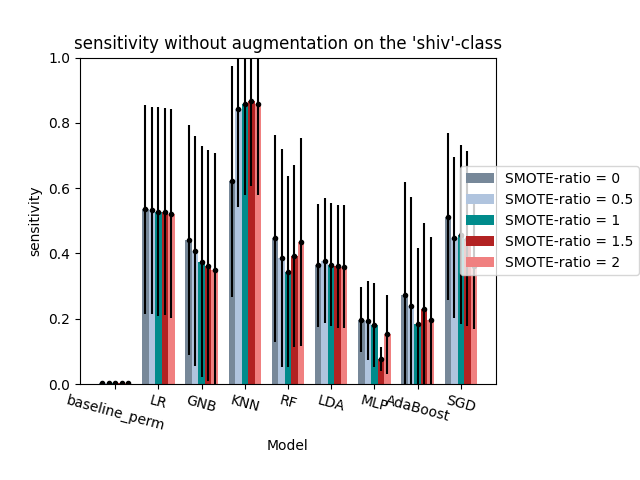 sensitivity without augmentation on the 'shiv'-class
1.0
0.8
0.6
0.4
0.2
0.0
sensitivity
SMOTE-ratio = 0
SMOTE-ratio = 0.5
SMOTE-ratio = 1
SMOTE-ratio = 1.5
SMOTE-ratio = 2
baseline_perm
LR
GNB
KNN
RF
LDA
MLP
AdaBoost
SGD
Model